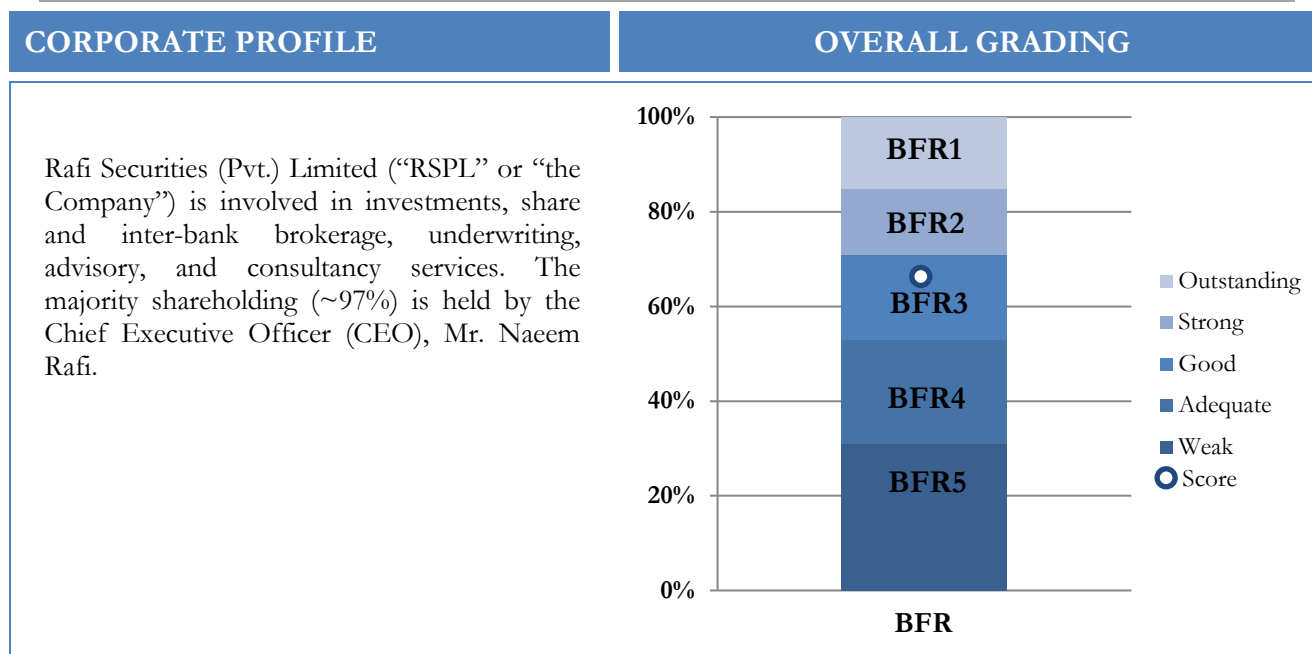 CORPORATE PROFILE
Rafi Securities (Pvt.) Limited (“RSPL” or “the
Company”) is involved in investments, share
and inter-bank brokerage, underwriting,
advisory, and consultancy services. The
majority shareholding (~97%) is held by the
Chief Executive Officer (CEO), Mr. Naeem
Rafi.
OVERALL GRADING
100%
80%
60%
40%
20%
0%
BFR1
BFR2
BFR3
BFR4
BFR5
BFR
Outstanding
Strong
Good
Adequate
Weak
Score